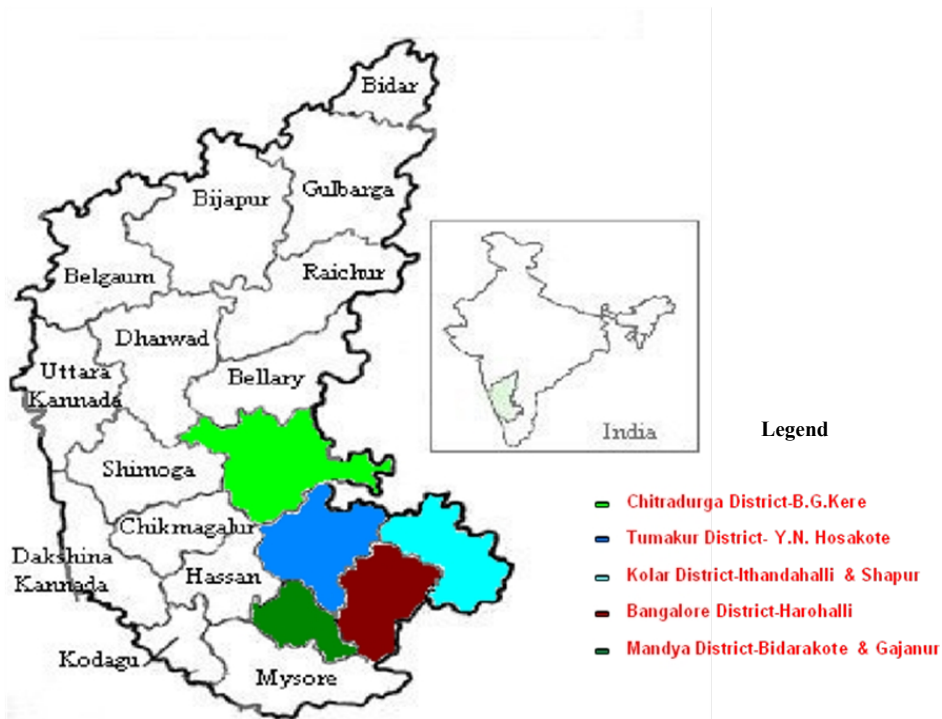 Bidar
Gulbarga
Bijapur
Raichur
Belgaum
Dharwad
Bellary
Uttara
Kannada
India
Legend
Shimoga
Chitradurga District-B.G.Kere
Chikmagalur
Tumakur District- Y.N. Hosakote
Dakshina
Kannada
Hassan
Kolar District-Ithandahalli & Shapur
Bangalore District-Harohalli
Mandya District-Bidarakote & Gajanur
Kodagu
Mysore